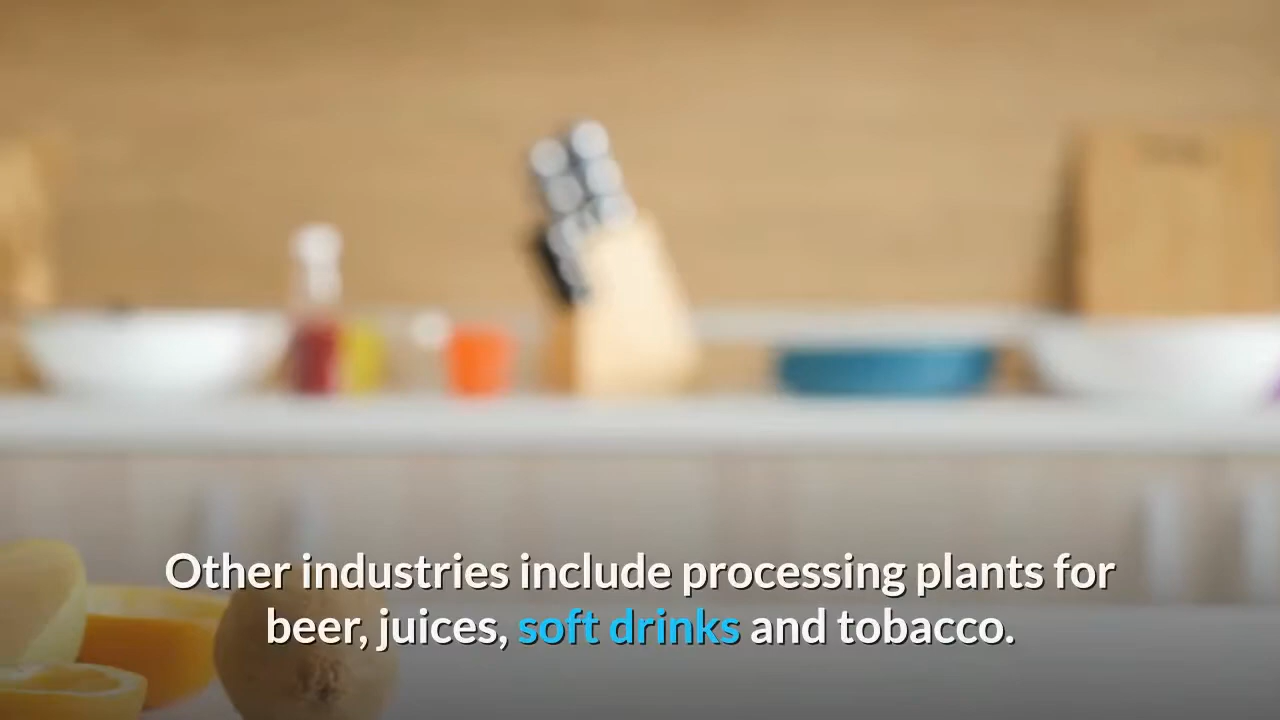 Other industries include processing plants for
beer, juices, soft drinks and tobacco.